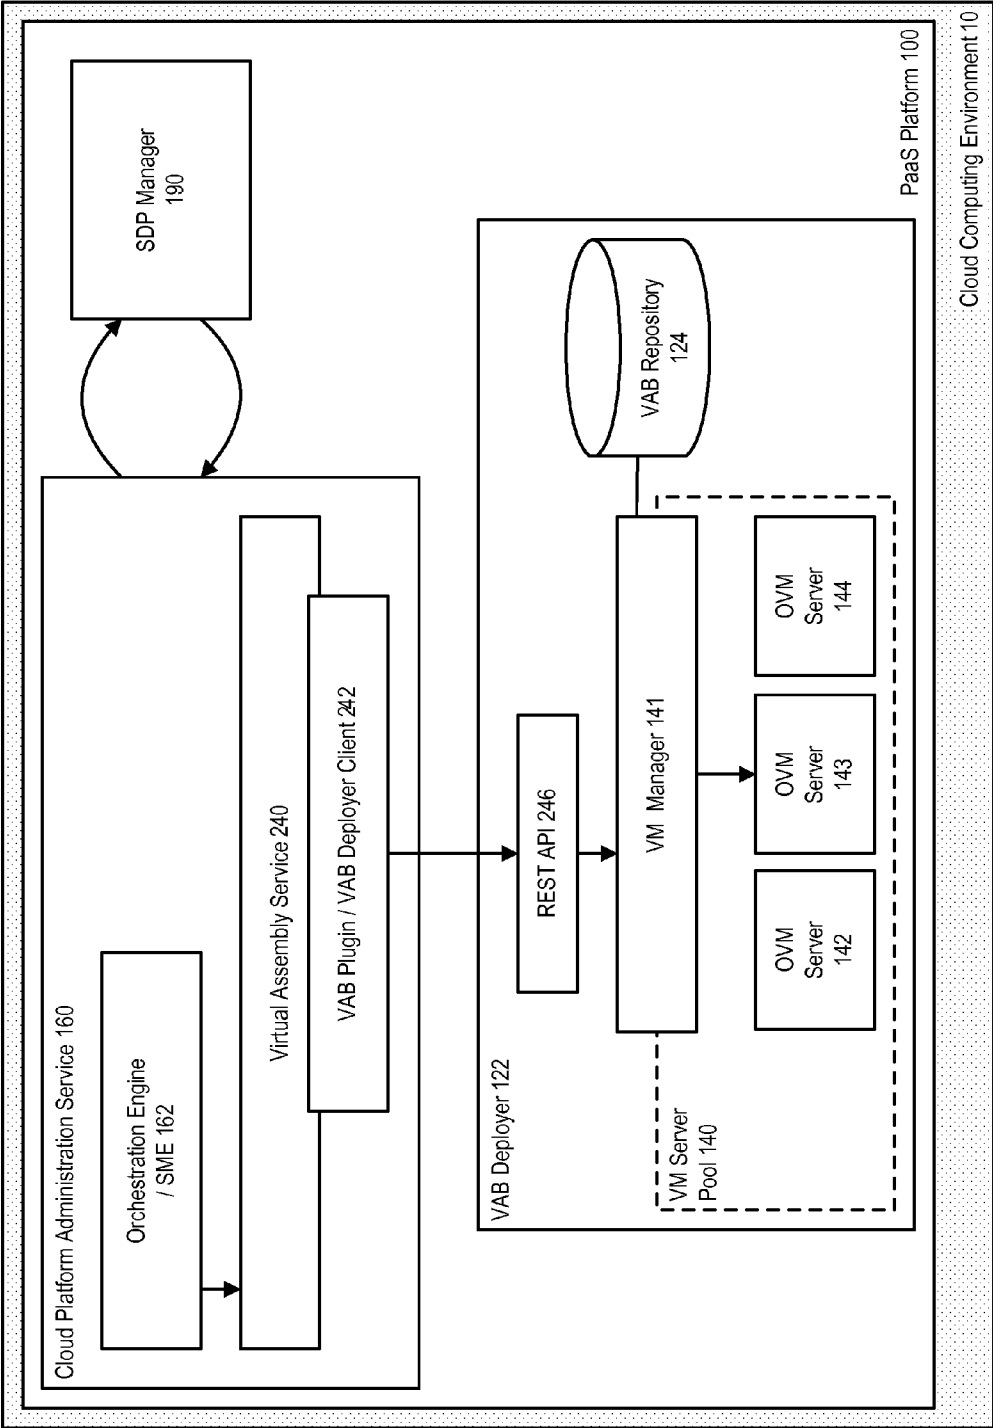 Cloud Platform Administration Service 160
Orchestration Engine
/ SME 162
Virtual Assembly Service 240
VAB Plugin / VAB Deployer Client 242
SDP Manager
190
VAB Deployer 122
REST API 246
VM Manager 141
VAB Repository
124
VM Server
Pool 140
OVM
Server
142
OVM
Server
143
OVM
Server
144
PaaS Platform 100
Cloud Computing Environment 10